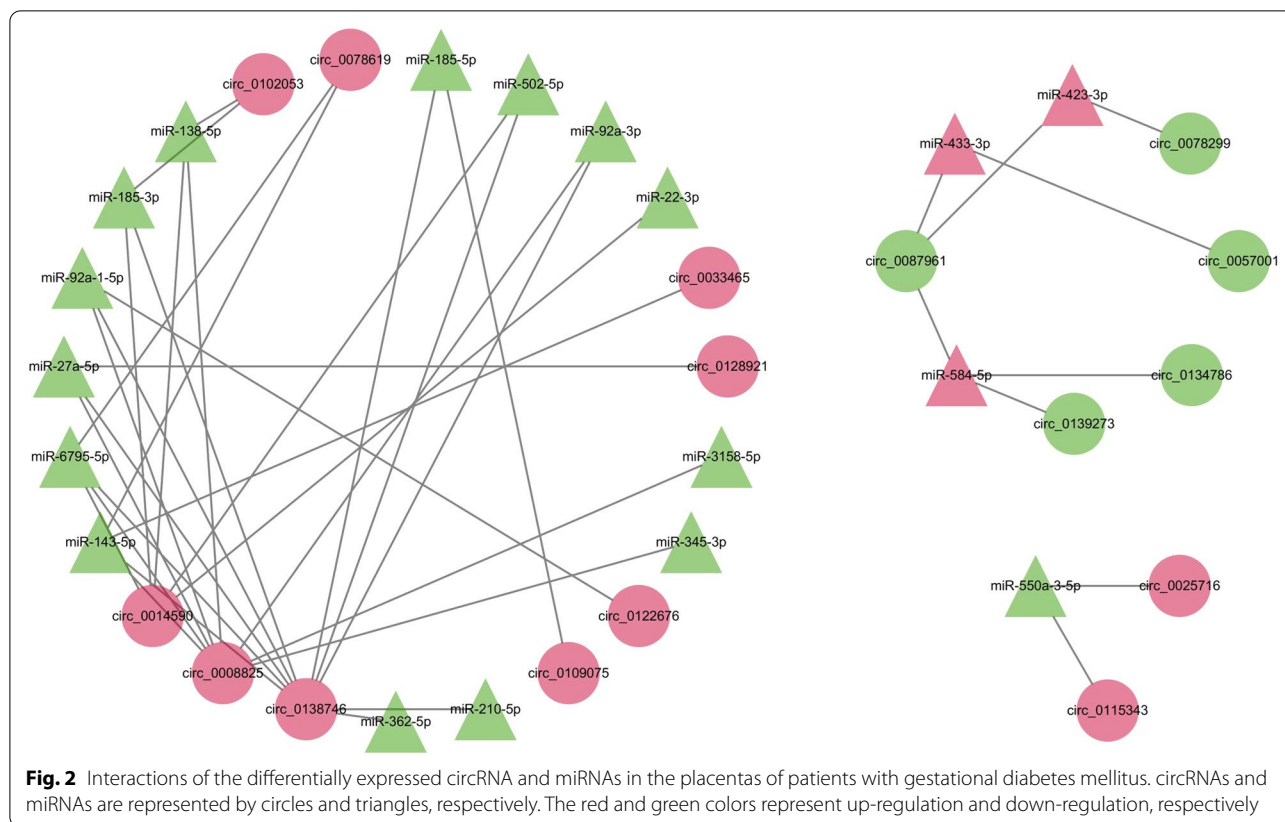 circ_0078619
miR-185-5p
circ_0102053
miR-502-5p
miR-138-5p
miR-92a-3p
miR-185-3p
miR-22-3p
miR-92a-1-5p
circ_0033465
miR-27a-5p
circ_0128921
miR-6795-5p
miR-3158-5p
miR-143-5p
miR-345-3p
circ_0014590
circ_0122676
circ_0008825
circ_0109075
circ_0138746
miR-362-5p
miR-210-5p
miR-423-3p
miR-433-3p
circ_0078299
circ_0087961
circ_0057001
miR-584-5p
circ_0134786
circ_0139273
miR-550a-3-5p
circ_0025716
circ_0115343
Fig. 2 Interactions of the differentially expressed circRNA and miRNAs in the placentas of patients with gestational diabetes mellitus. circRNAs and
miRNAs are represented by circles and triangles, respectively. The red and green colors represent up-regulation and down-regulation, respectively